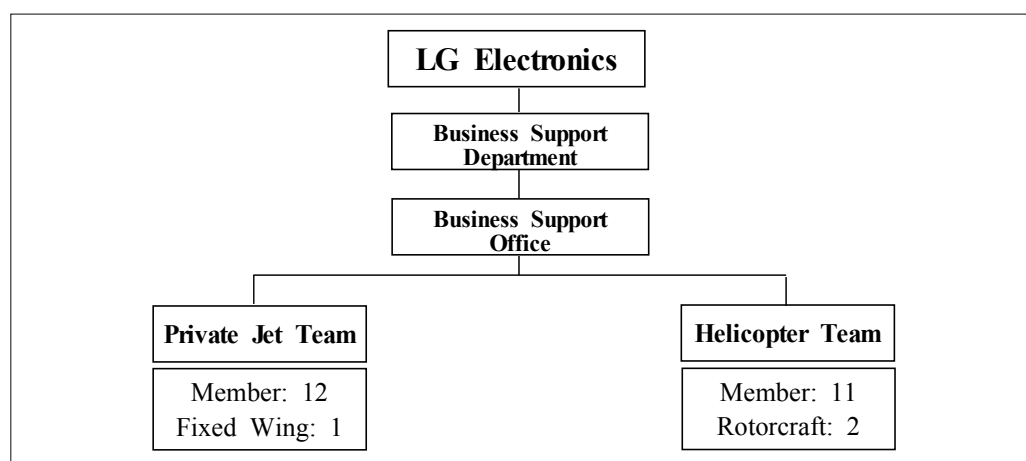 LG Electronics
Business Support
Department
Business Support
Office
Private Jet Team
Helicopter Team
Member: 12
Fixed Wing: 1
Member: 11
Rotorcraft: 2